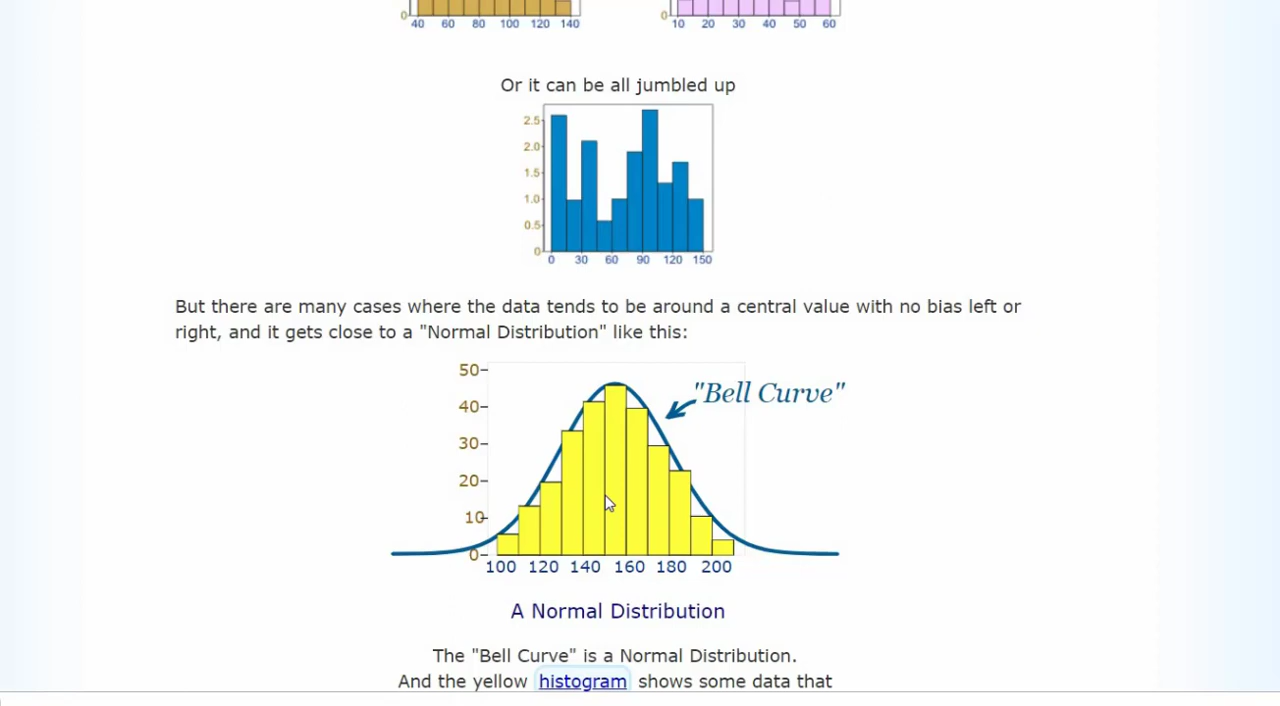 0 0
40 60 80 100 120 140 10 20 30 40 50 60
Or it can be all jumbled up
2.5
2.0
1.5
1.0
0.5
0
0 30 60 90 120 150
But there are many cases where the data tends to be around a central value with no bias left or
right, and it gets close to a "Normal Distribution" like this:
50
"Bell Curve"
40
30
20
10
0
100 120 140 160 180 200
A Normal Distribution
The "Bell Curve" is a Normal Distribution.
And the yellow histogram shows some data that